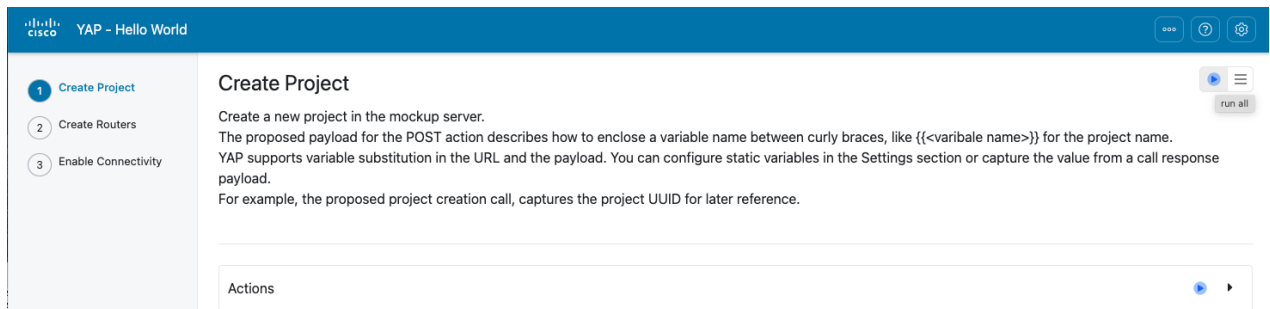 CISCO YAP - Hello World
1 Create Project
2 Create Routers
3 Enable Connectivity
Create Project
run all
Create a new project in the mockup server.
The proposed payload for the POST action describes how to enclose a variable name between curly braces, like {{<varibale name>}} for the project name.
YAP supports variable substitution in the URL and the payload. You can configure static variables in the Settings section or capture the value from a call response
payload.
For example, the proposed project creation call, captures the project UUID for later reference.
Actions